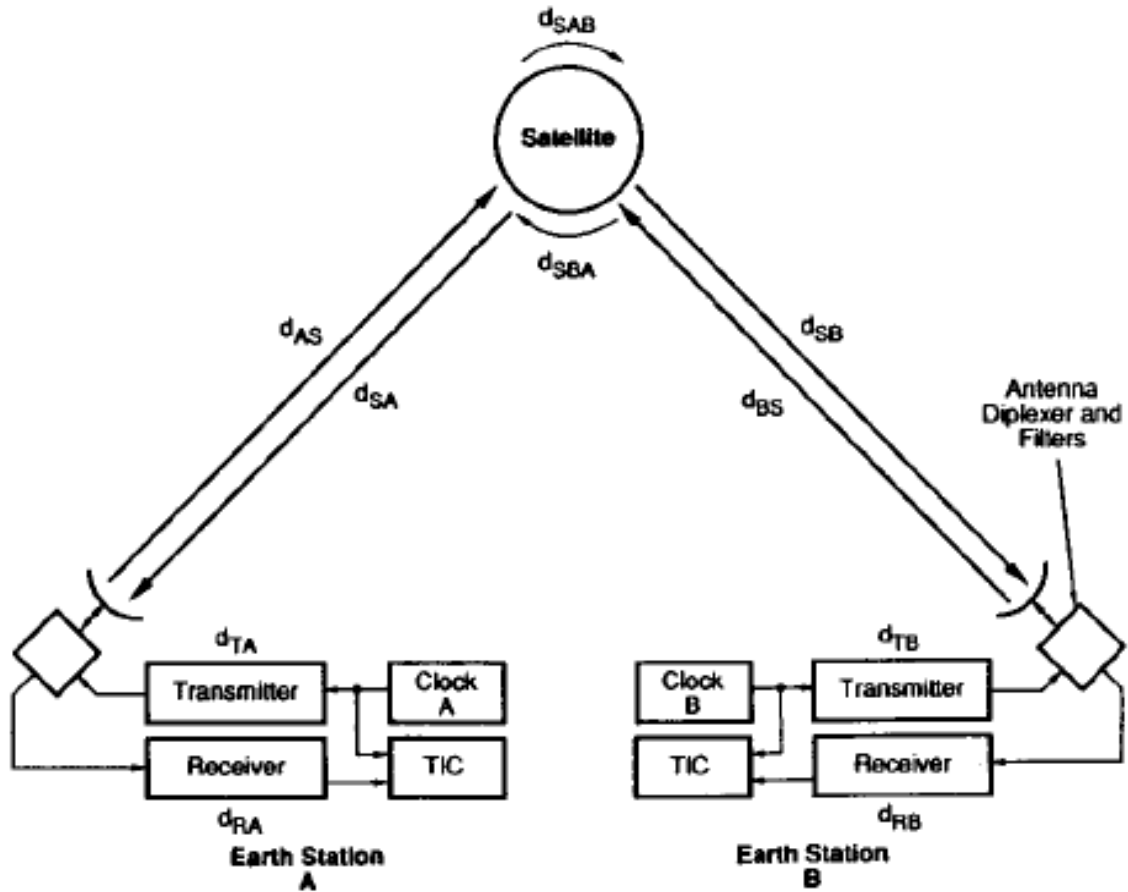 dSAB
Satellite
dSBA
dAS
dSB
dSA
dBS
Antenna
Diplexer and
Filters
dTA
Transmitter
Clock
A
Receiver
TIC
dRA
Earth Station
A
dTB
Clock
B
Transmitter
TIC
Receiver
dRB
Earth Station
B